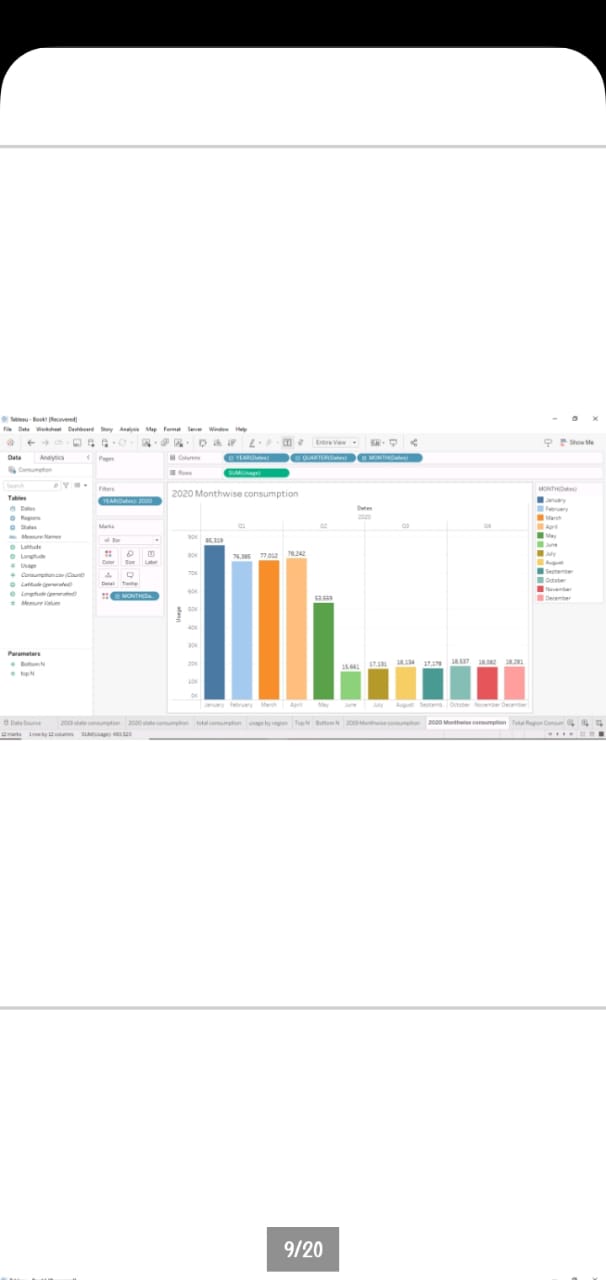 Tableau - Book1 [Recovered]
File Data Worksheet Dashboard Story Analysis Map Format Server Window Help
Entire View
Show Me
Data Analytics
Consumption
Search
Tables
Dates
Regions
States
Abc Measure Names
Latitude
Longitude
Usage
Consumption.csv (Count)
Latitude (generated)
Longitude (generated)
Measure Values
Parameters
Bottom N
top N
Pages
Filters
YEAR(Dates): 2020
Marks
Bar
Color Size Label
Detail Tooltip
MONTH(Da..
Columns YEAR(Dates) QUARTER(Dates) MONTH(Dates)
Rows SUM(Usage)
2020 Monthwise consumption
Dates
2020
Q1 Q2 Q3 Q4
Usage
90K
80K
70K
60K
50K
40K
30K
20K
10K
0K
76,385 77,012 78,242
53,559
15,661 17,131 18,134 17,178 18,537 18,082 18,281
January February March April May June July August Septemb.. October November December
MONTH(Dates)
January
February
March
April
May
June
July
August
September
October
November
December
Data Source 2019 state consumption 2020 state consumption total consumption usage by region Top N Bottom N 2019 Monthwise consumption 2020 Monthwise consumption Total Region Consum
12 marks 1 row by 12 columns
9/20